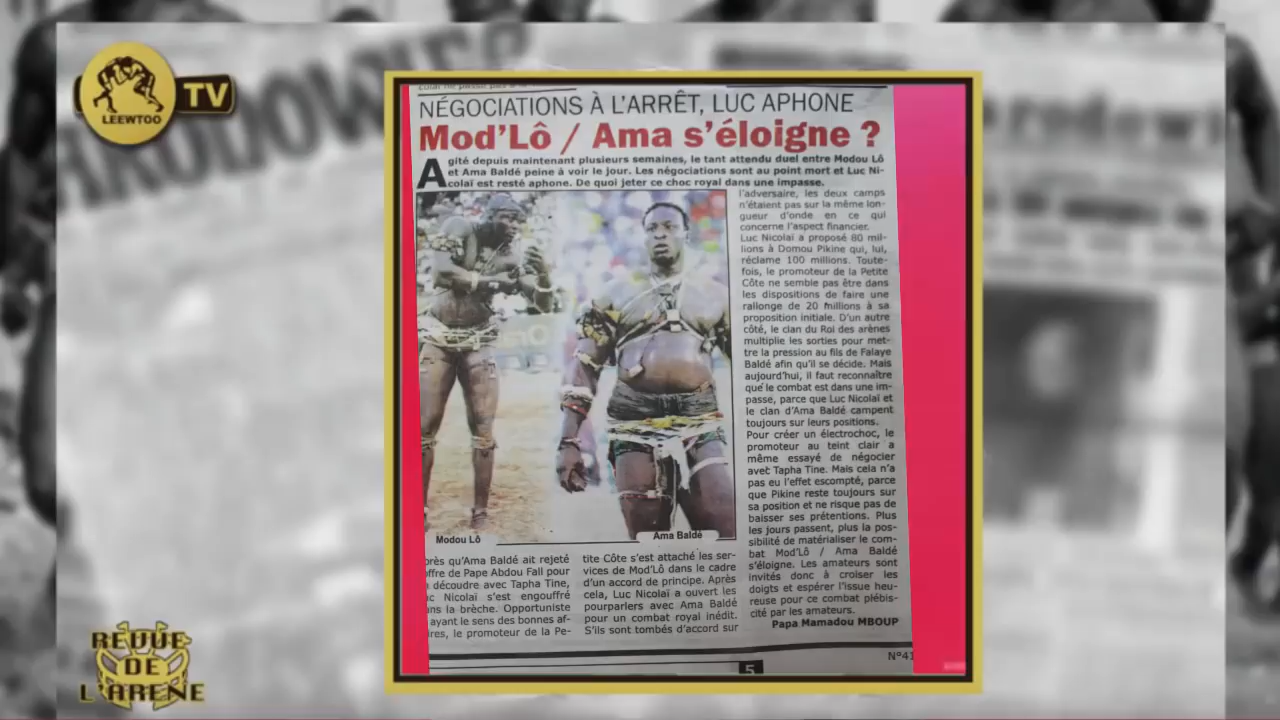 LEEWTOO
TV
NÉGOCIATIONS À L'ARRÊT, LUC APHONE
Mod'Lô / Ama s'éloigne ?
Agité depuis maintenant plusieurs semaines, le tant attendu duel entre Modou Lô
et Ama Baldé peine à voir le jour. Les négociations sont au point mort et Luc Ni-
colaï est resté aphone. De quoi jeter ce choc royal dans une impasse.
Modou Lô
Ama Baldé
près qu'Ama Baldé ait rejeté
offre de Pape Abdou Fall pour
découdre avec Tapha Tine,
Nicolaï s'est engouffré
la brèche. Opportuniste
ayant le sens des bonnes af-
res, le promoteur de la Pe-
tite Côte s'est attaché les ser-
vices de Mod'Lô dans le cadre
d'un accord de principe. Après
cela, Luc Nicolaï a ouvert les
pourparlers avec Ama Baldé
pour un combat royal inédit.
S'ils sont tombés d'accord sur
l'adversaire, les deux camps
n'étaient pas sur la même lon-
gueur d'onde en ce qui
concerne l'aspect financier.
Luc Nicolaï a proposé 80 mil-
lions à Domou Pikine qui, lui,
réclame 100 millions. Toute-
fois, le promoteur de la Petite
Côte ne semble pas être dans
les dispositions de faire une
rallonge de 20 millions à sa
proposition initiale. D'un autre
côté, le clan du Roi des arènes
multiplie les sorties pour met-
tre la pression au fils de Falaye
Baldé afin qu'il se décide. Mais
aujourd'hui, il faut reconnaître
que le combat est dans une im-
passe, parce que Luc Nicolaï et
le clan d'Ama Baldé campent
toujours sur leurs positions.
Pour créer un électrochoc, le
promoteur au teint clair a
même essayé de négocier
avec Tapha Tine. Mais cela n'a
pas eu l'effet escompté, parce
que Pikine reste toujours sur
sa position et ne risque pas de
baisser ses prétentions. Plus
les jours passent, plus la pos-
sibilité de matérialiser le com-
bat Mod'Lô / Ama Baldé
s'éloigne. Les amateurs sont
invités donc à croiser les
doigts et espérer l'issue heu-
reuse pour ce combat plébis-
cité par les amateurs.
Papa Mamadou MBOUP
N°41
5
REVUE
DE
L'ARENE